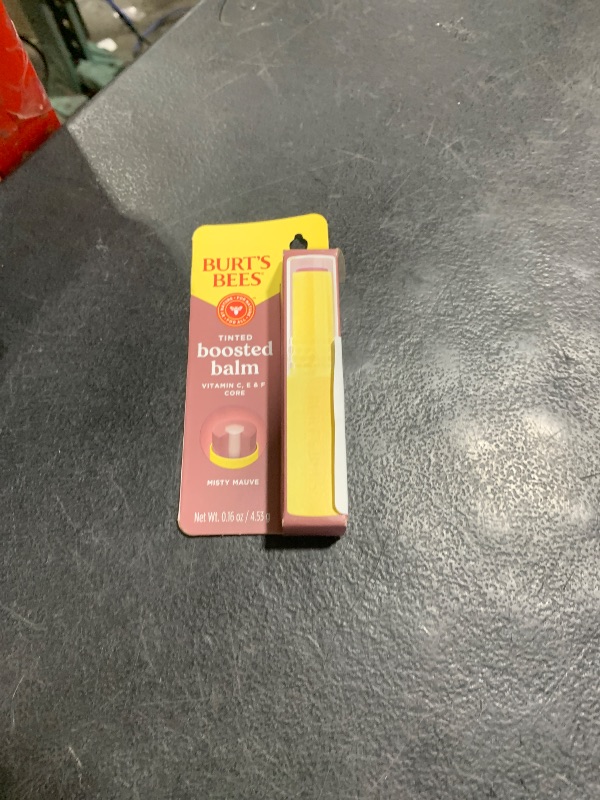 BURT'S
BEES
TINTED
boosted
balm
VITAMIN C, E & F
CORE
MISTY MAUVE
Net Wt. 0.16 oz / 4.53 g